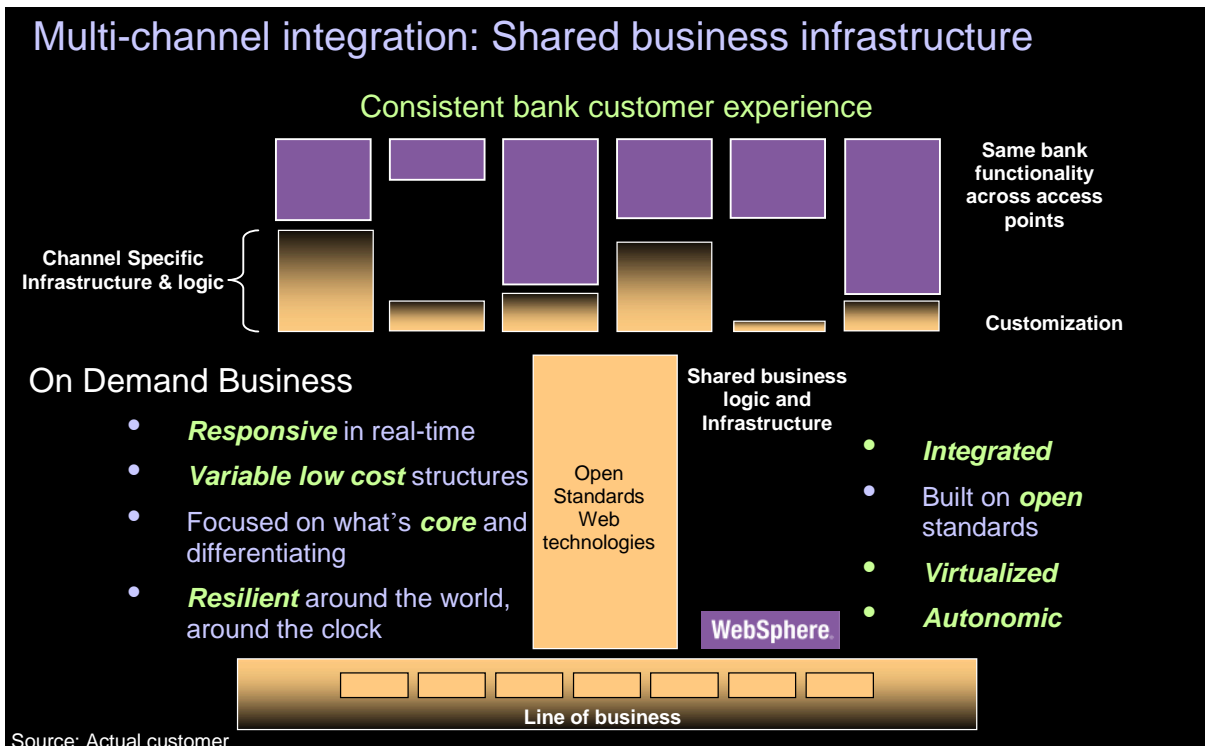 Multi-channel integration: Shared business infrastructure
Consistent bank customer experience
Same bank
functionality
across access
points
Channel Specific
Infrastructure & logic
Customization
On Demand Business
• Responsive in real-time
• Variable low cost structures
• Focused on what's core and
differentiating
• Resilient around the world,
around the clock
Open
Standards
Web
technologies
Shared business
logic and
Infrastructure
• Integrated
• Built on open
standards
• Virtualized
• Autonomic
WebSphere.
Line of business
Source: Actual customer